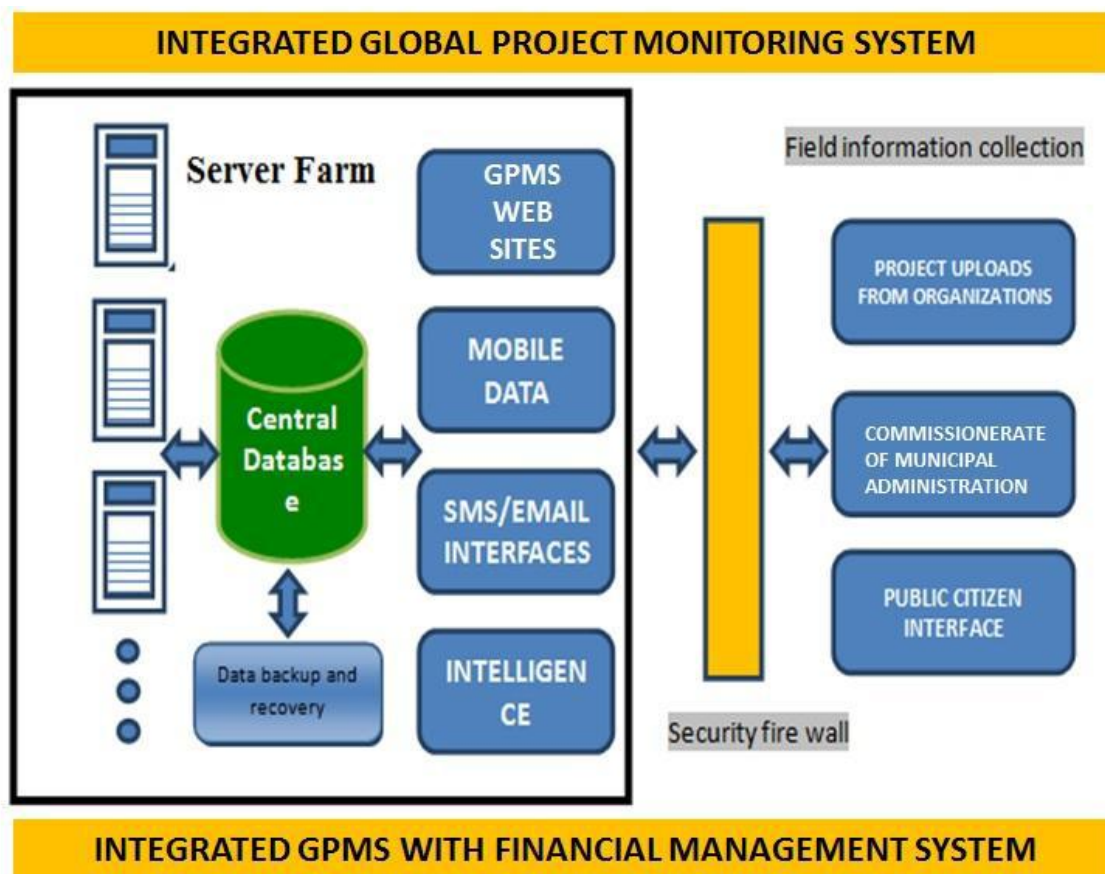 INTEGRATED GLOBAL PROJECT MONITORING SYSTEM
Server Farm
GPMS
WEB
SITES
Field information collection
PROJECT UPLOADS
FROM ORGANIZATIONS
MOBILE
DATA
Central
Databas
e
COMMISSIONERATE
OF MUNICIPAL
ADMINISTRATION
SMS/EMAIL
INTERFACES
PUBLIC CITIZEN
INTERFACE
Data backup and
recovery
INTELLIGEN
CE
Security fire wall
INTEGRATED GPMS WITH FINANCIAL MANAGEMENT SYSTEM